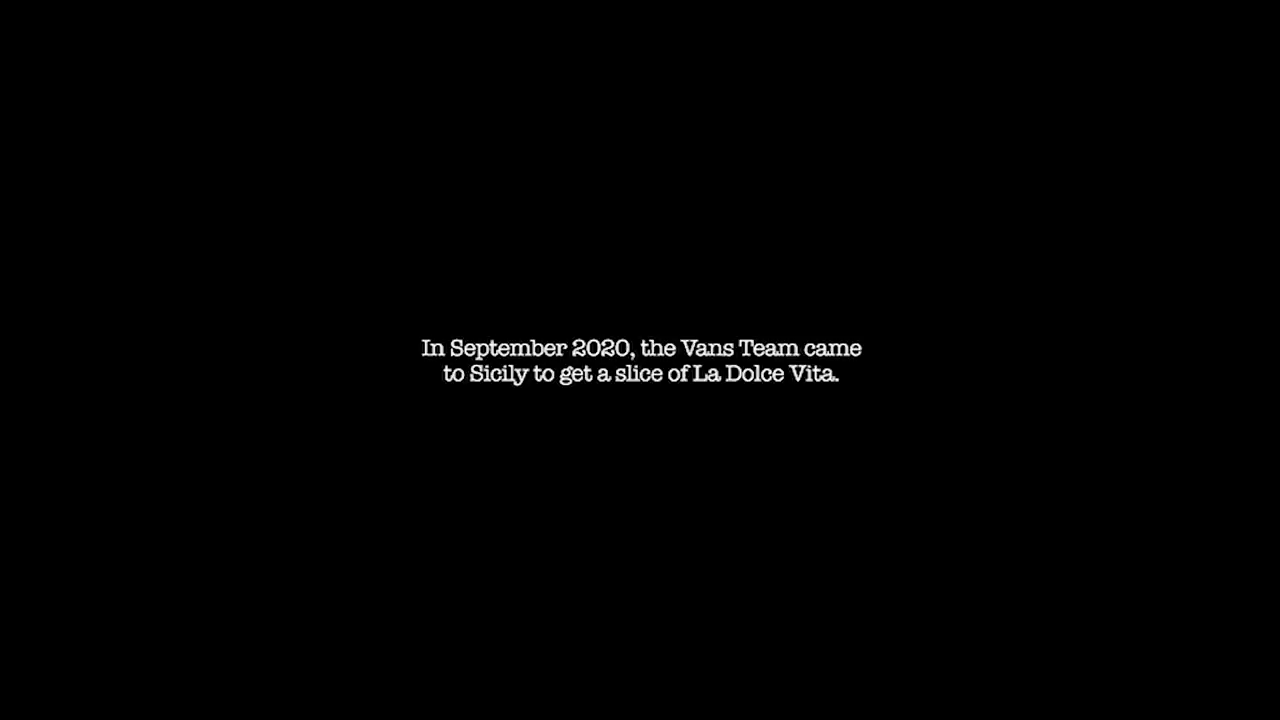 In September 2020, the Vans Team came
to Sicily to get a slice of La Dolce Vita.